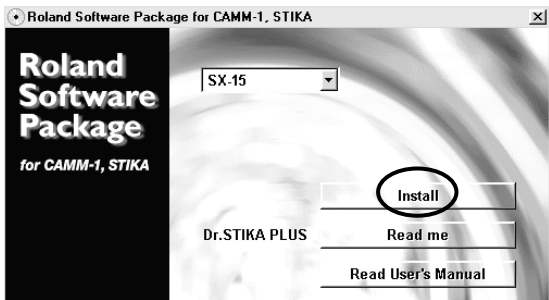 Roland Software Package for CAMM-1, STIKA
Roland
Software
Package
for CAMM-1, STIKA
SX-15
Install
Dr.STIKA PLUS
Read me
Read User's Manual